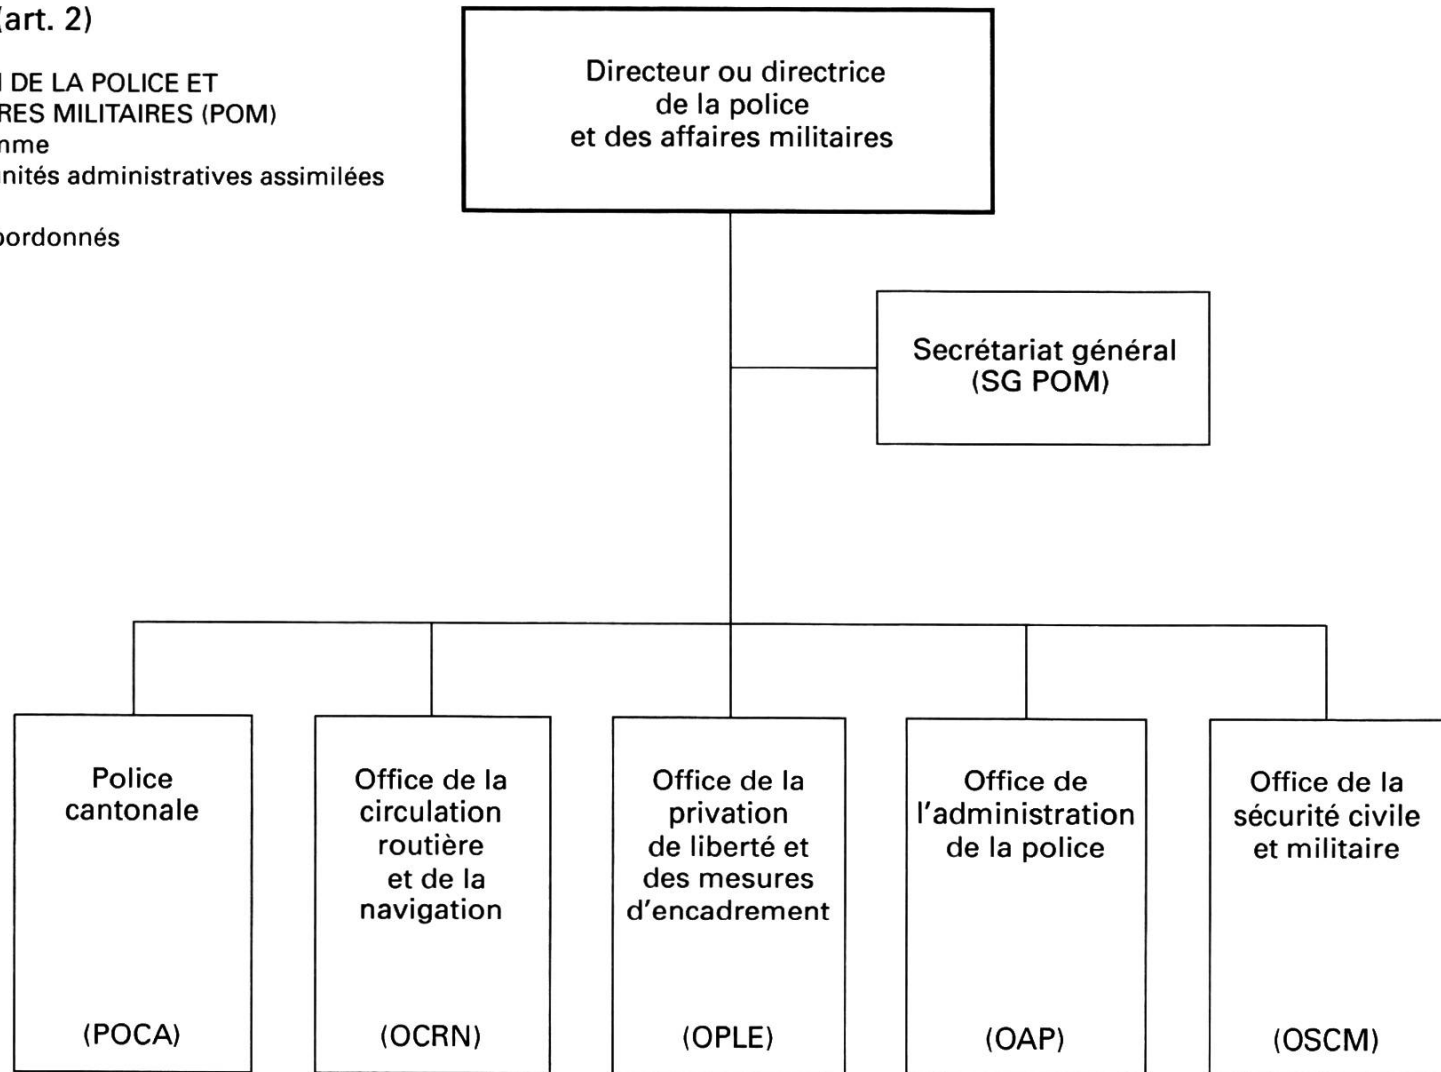 (art. 2)
DE LA POLICE ET
RES MILITAIRES (POM)
nme
nités administratives assimilées
ordonnés
Directeur ou directrice
de la police
et des affaires militaires
Secrétariat général
(SG POM)
Police
cantonale
(POCA)
Office de la
circulation
routière
et de la
navigation
(OCRN)
Office de la
privation
de liberté et
des mesures
d'encadrement
(OPLE)
Office de
l'administration
de la police
(OAP)
Office de la
sécurité civile
et militaire
(OSCM)